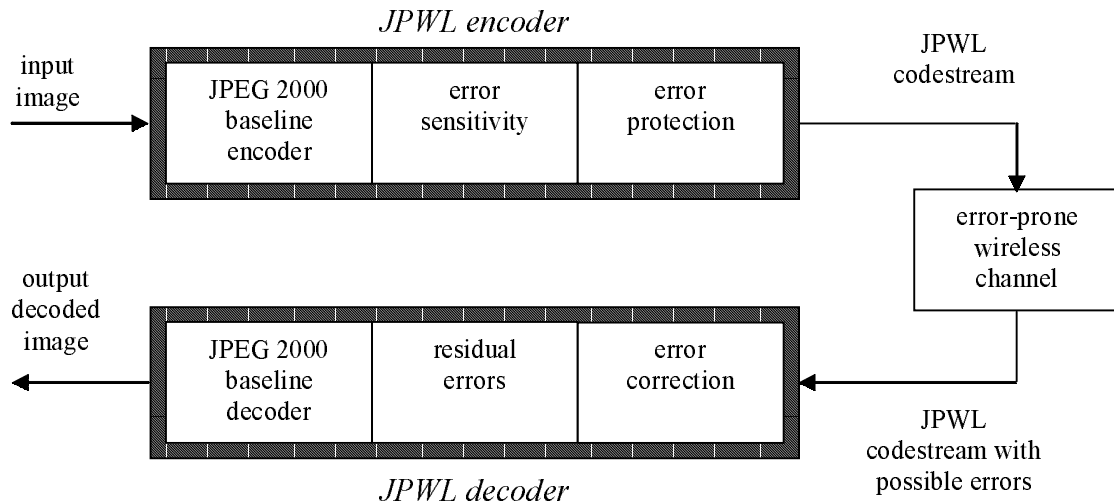 JPWL encoder
input
image
JPEG 2000
baseline
encoder
error
sensitivity
error
protection
JPWL
codestream
error-prone
wireless
channel
output
decoded
image
JPEG 2000
baseline
decoder
residual
errors
error
correction
JPWL
codestream with
possible errors
JPWL decoder